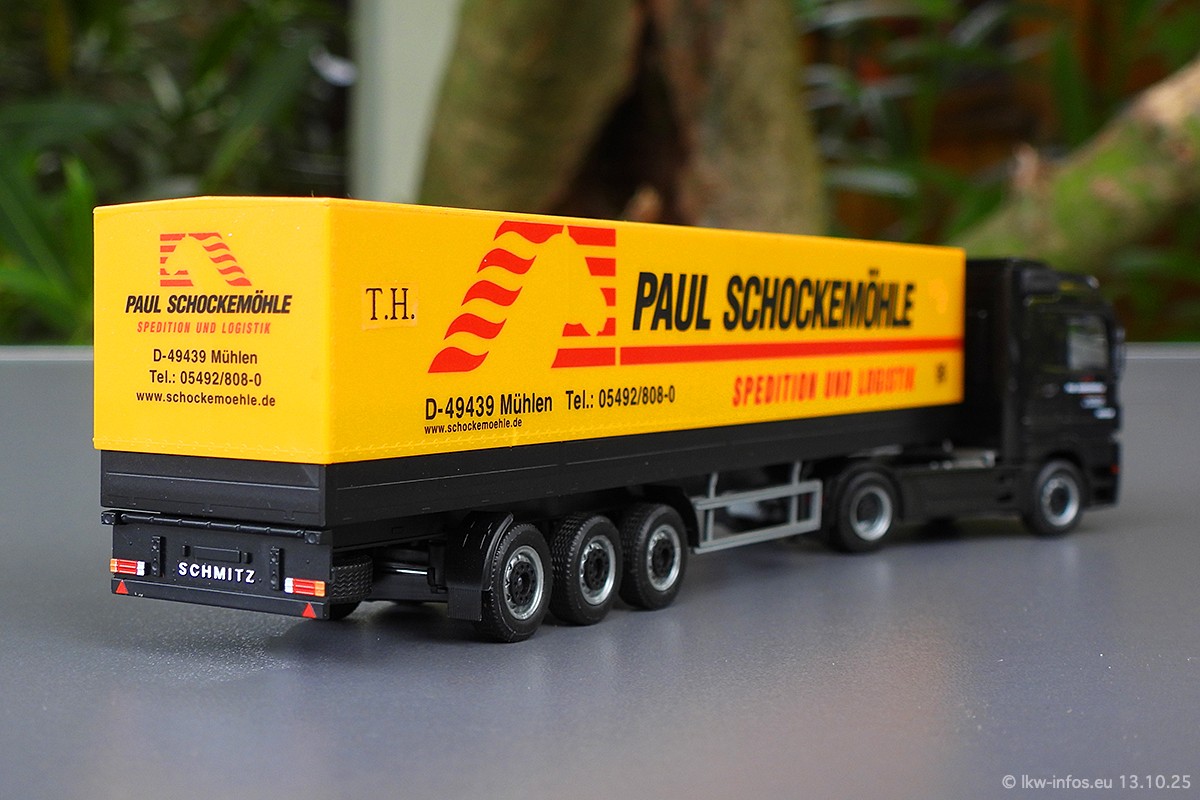 PAUL SCHOCKEMÖHLE
SPEDITION UND LOGISTIK
D-49439 Mühlen
Tel.: 05492/808-0
www.schockemoehle.de
T.H.
PAUL SCHOCKEMÖHLE
SPEDITION UND LOGISTIK
D-49439 Mühlen Tel.: 05492/808-0
www.schockemoehle.de
SCHMITZ
© lkw-infos.eu 13.10.25